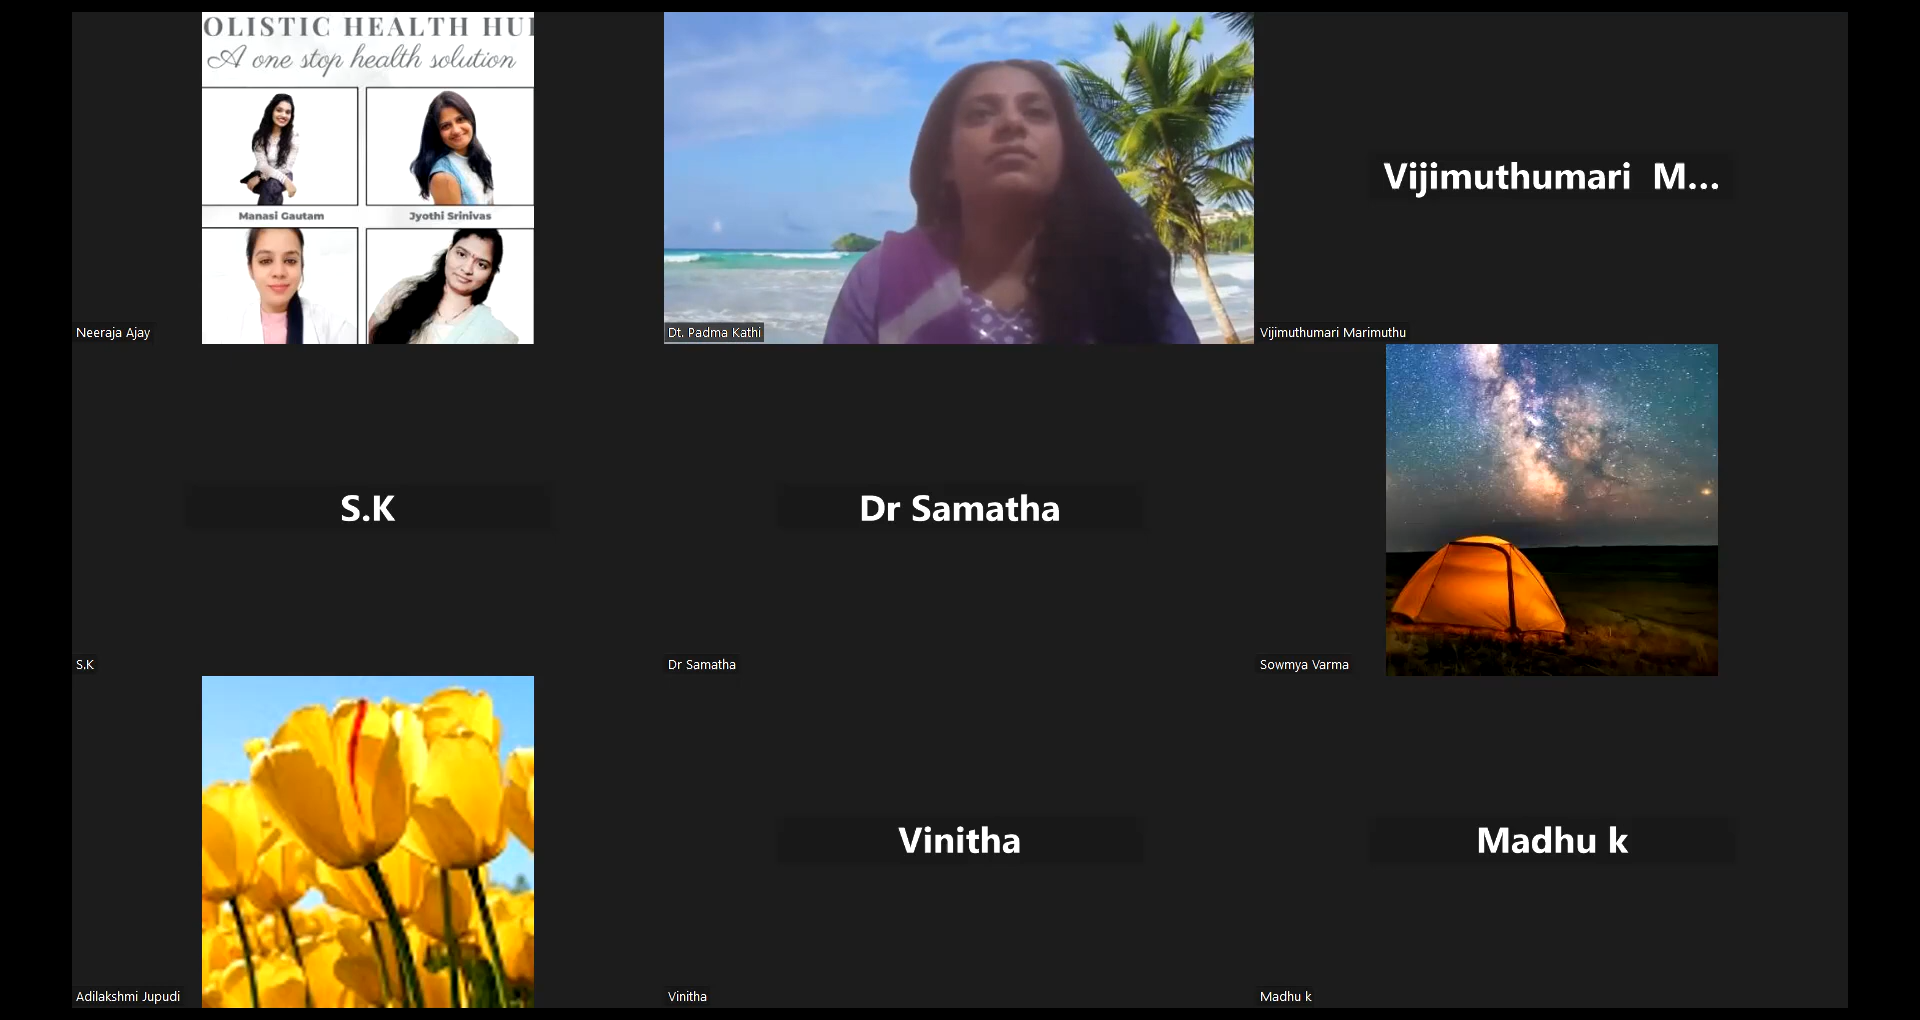 OLISTIC HEALTH HU
A one stop health solution
Manasi Gautam
Jyothi Srinivas
Neeraja Ajay
Dt. Padma Kathi
Vijimuthumari M...
Vijimuthumari Marimuthu
S.K
Dr Samatha
S.K
Dr Samatha
Sowmya Varma
Vinitha
Madhu k
Adilakshmi Jupudi
Vinitha
Madhu k